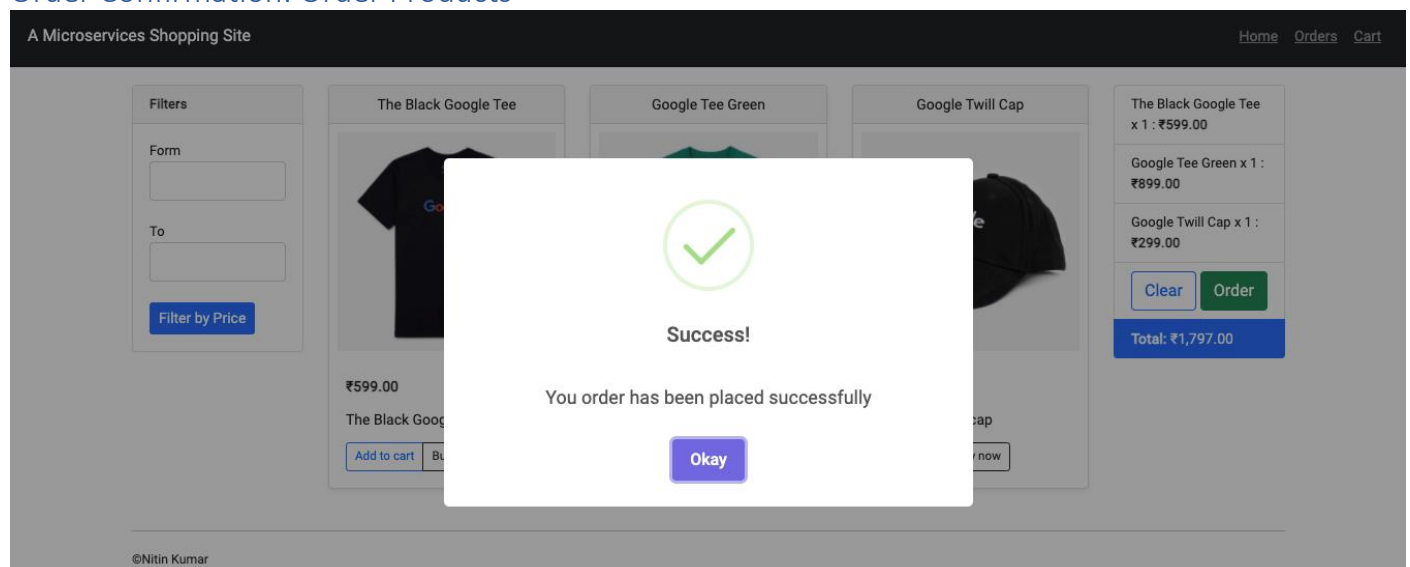 A Microservices Shopping Site
Home Orders Cart
Filters
Form
To
Filter by Price
The Black Google Tee
₹599.00
Add to cart
Google Tee Green
Google Twill Cap
cap
now
Success!
You order has been placed successfully
Okay
The Black Google Tee
x 1 : ₹599.00
Google Tee Green x 1 :
₹899.00
Google Twill Cap x 1 :
₹299.00
Clear Order
Total: ₹1,797.00
©Nitin Kumar